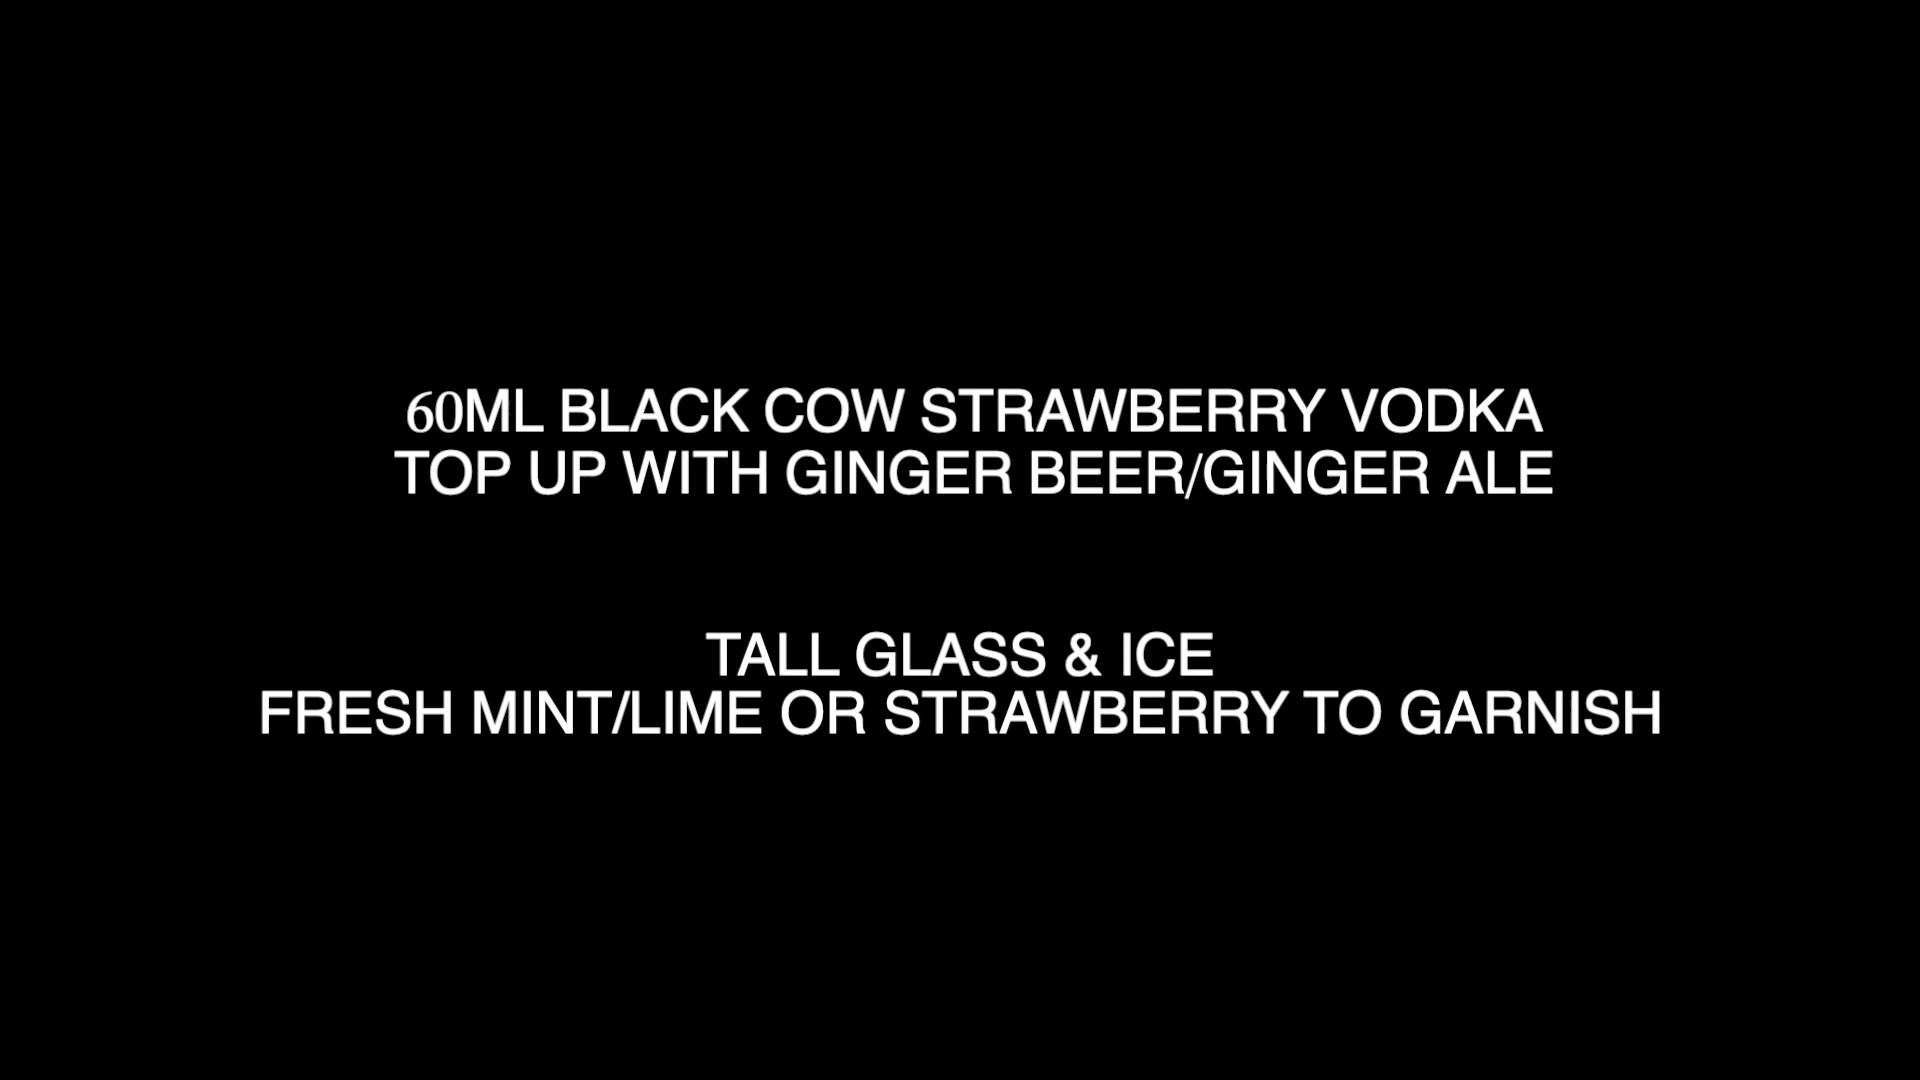 60ML BLACK COW STRAWBERRY VODKA
TOP UP WITH GINGER BEER/GINGER ALE
TALL GLASS & ICE
FRESH MINT/LIME OR STRAWBERRY TO GARNISH